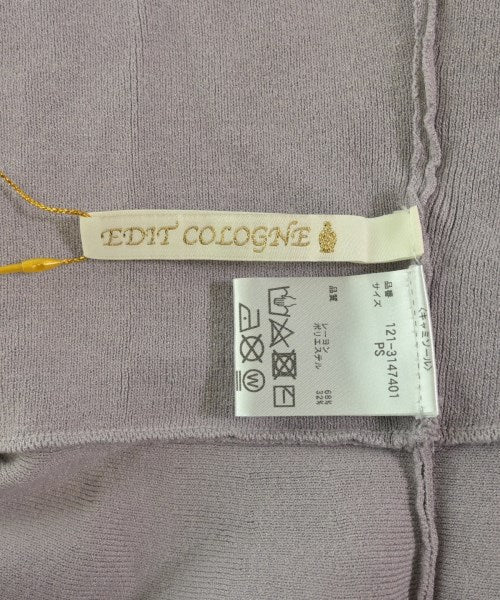 EDIT COLOGNE
〈キャミソール〉
品番 121-3147401
サイズ PS
品質
レーヨン 68%
ポリエステル 32%
W